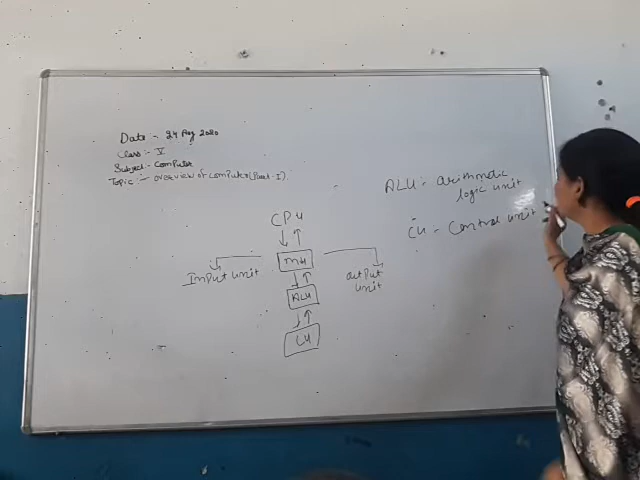 Date :- 24 Aug 2020
Class :- V
Subject - Computer
Topic :- overview of Computer (Part-I)
ALU :- arithmetic
logic unit
CU - Control unit
CPU
MU
Input unit
output
unit
ALU
CU